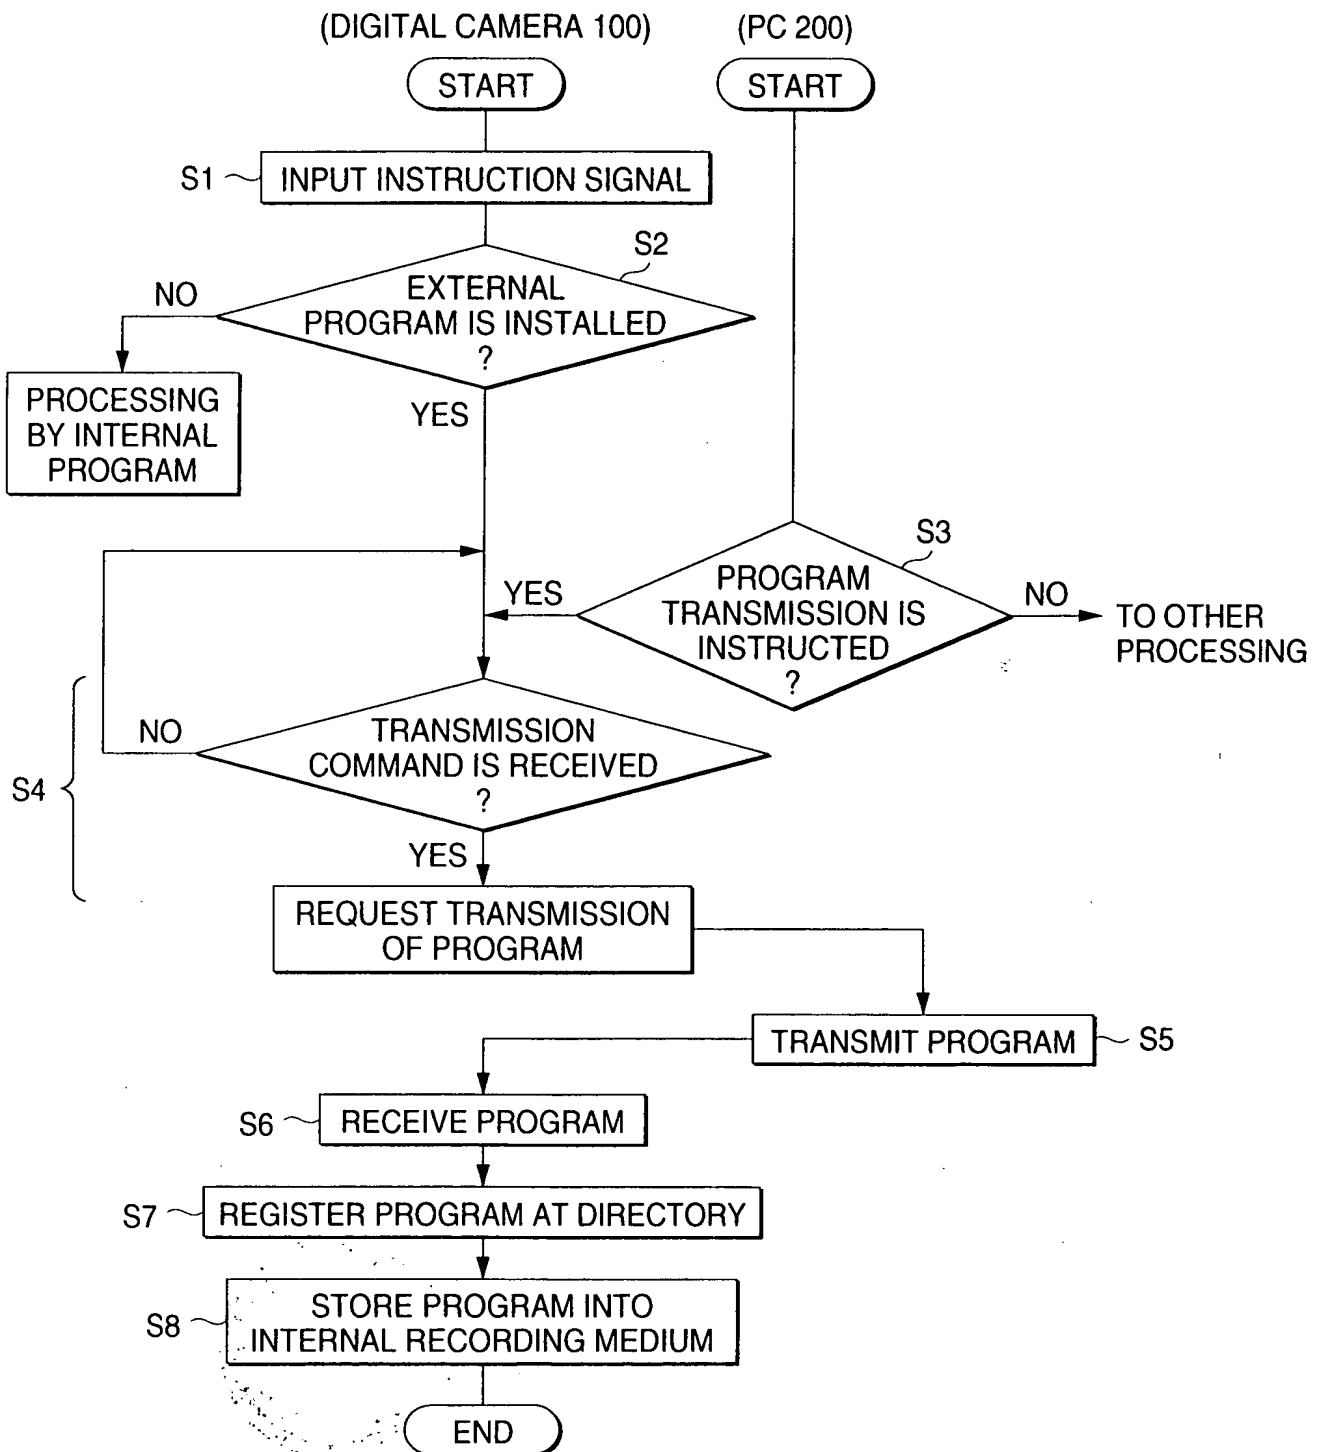 (DIGITAL CAMERA 100)
(PC 200)
START
START
S1
INPUT INSTRUCTION SIGNAL
S2
EXTERNAL
PROGRAM IS INSTALLED
?
NO
YES
PROCESSING
BY INTERNAL
PROGRAM
S3
PROGRAM
TRANSMISSION IS
INSTRUCTED
?
YES
NO
TO OTHER
PROCESSING
S4
TRANSMISSION
COMMAND IS RECEIVED
?
NO
YES
REQUEST TRANSMISSION
OF PROGRAM
TRANSMIT PROGRAM
S5
S6
RECEIVE PROGRAM
S7
REGISTER PROGRAM AT DIRECTORY
S8
STORE PROGRAM INTO
INTERNAL RECORDING MEDIUM
END